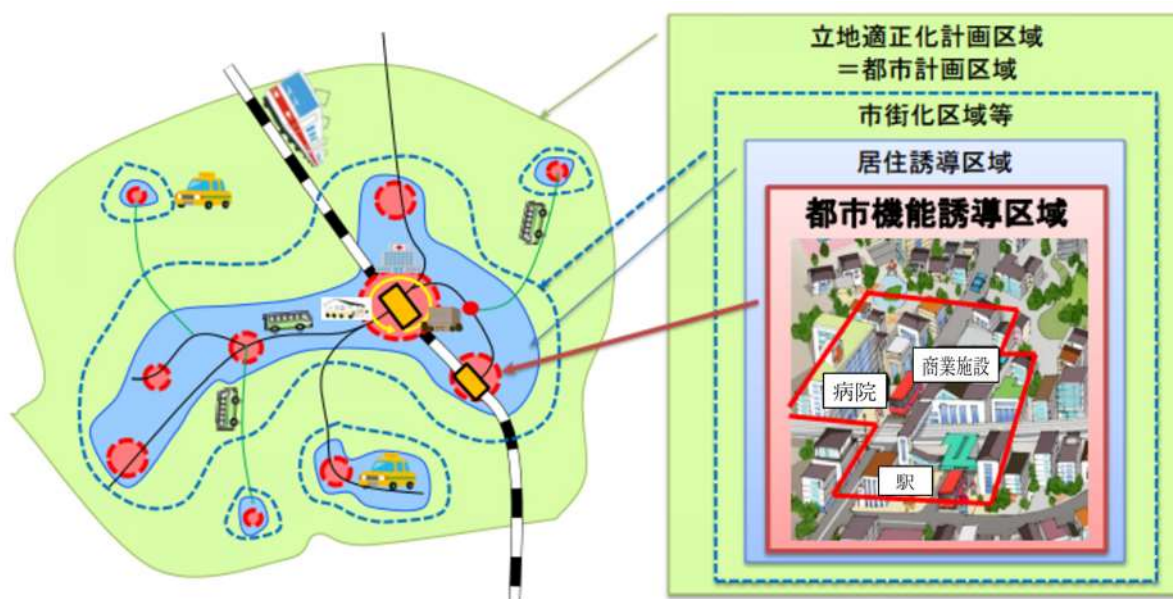 立地適正化計画区域
＝都市計画区域
市街化区域等
居住誘導区域
都市機能誘導区域
商業施設
病院
駅